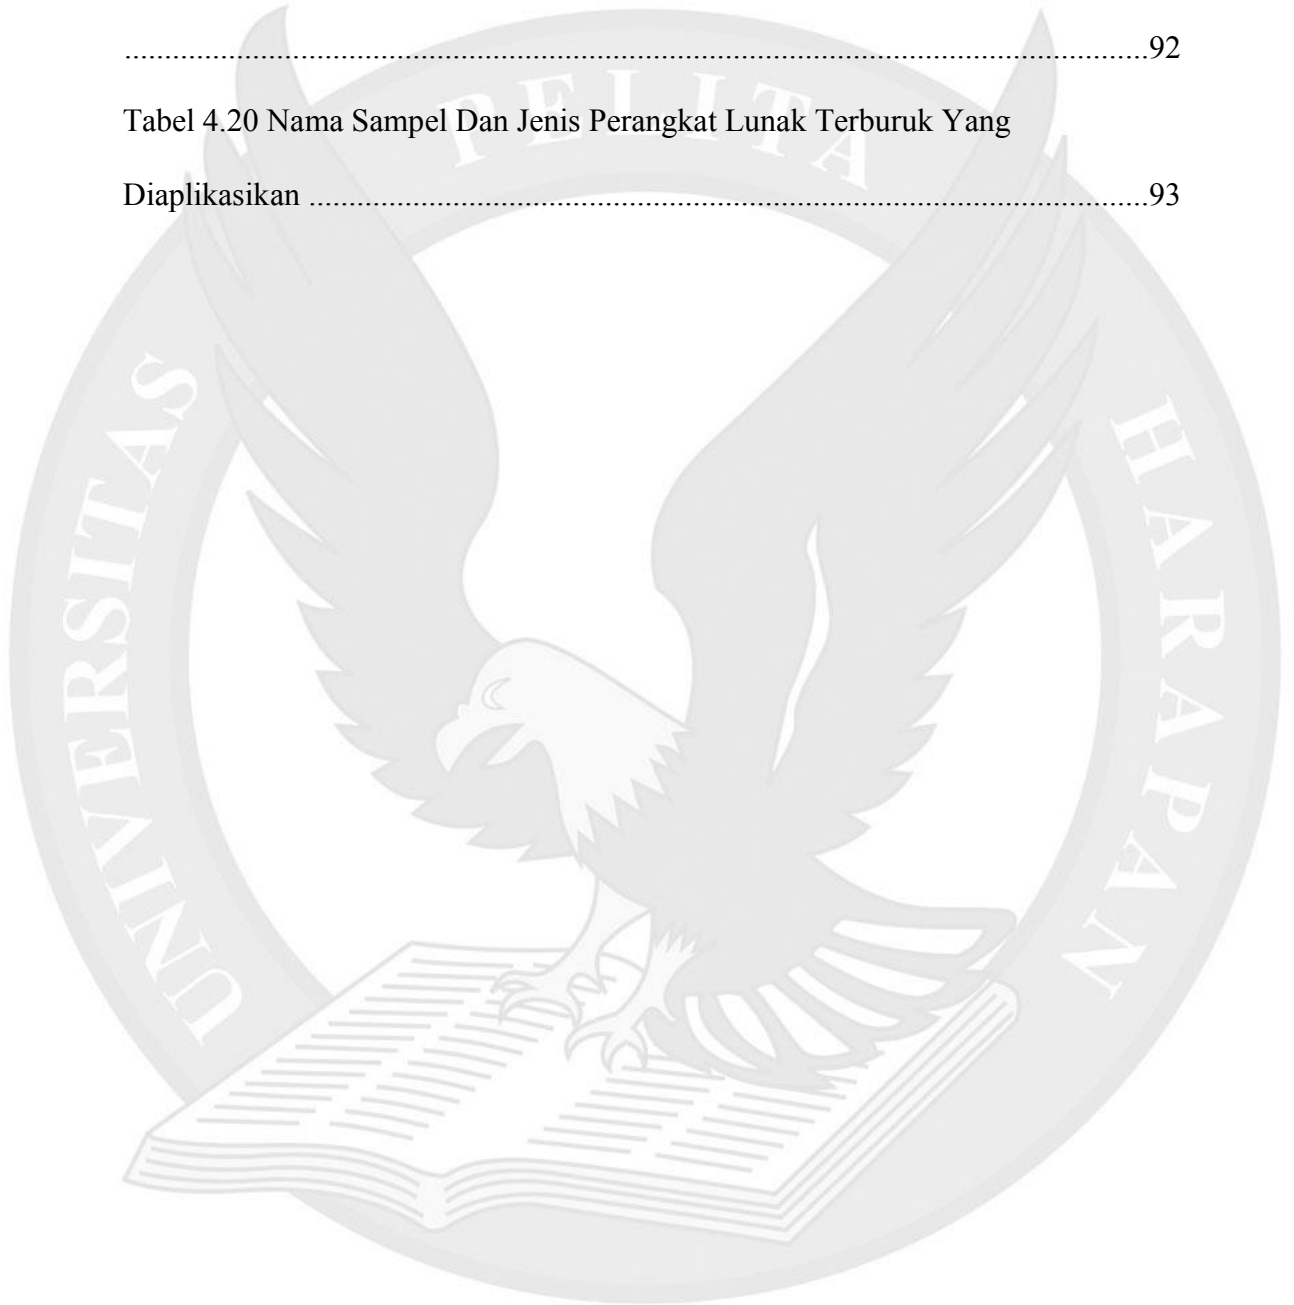 ....................................................................................................................92
PELITA
Tabel 4.20 Nama Sampel Dan Jenis Perangkat Lunak Terburuk Yang
Diaplikasikan ...............................................................................................93
UNIVERSITAS
HARAPAN